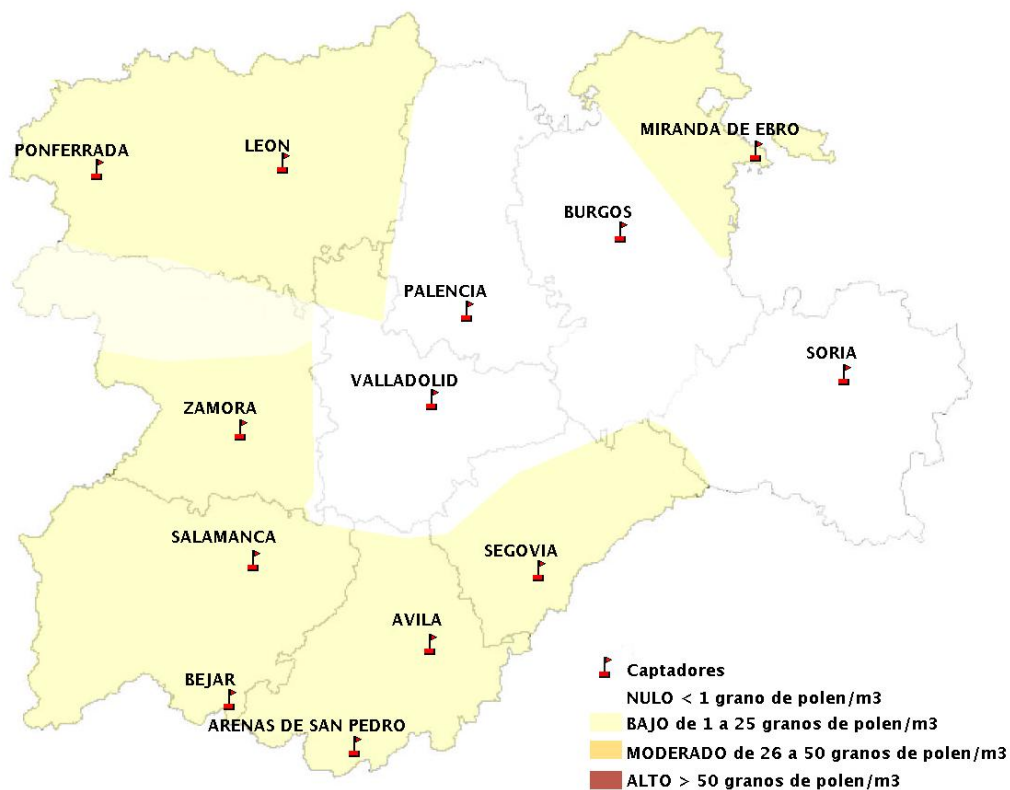 MIRANDA DE EBRO
PONFERRADA
LEON
BURGOS
PALENCIA
SORIA
VALLADOLID
ZAMORA
SALAMANCA
SEGOVIA
AVILA
BEJAR
ARENAS DE SAN PEDRO
Captadores
NULO < 1 grano de polen/m3
BAJO de 1 a 25 granos de polen/m3
MODERADO de 26 a 50 granos de polen/m3
ALTO > 50 granos de polen/m3